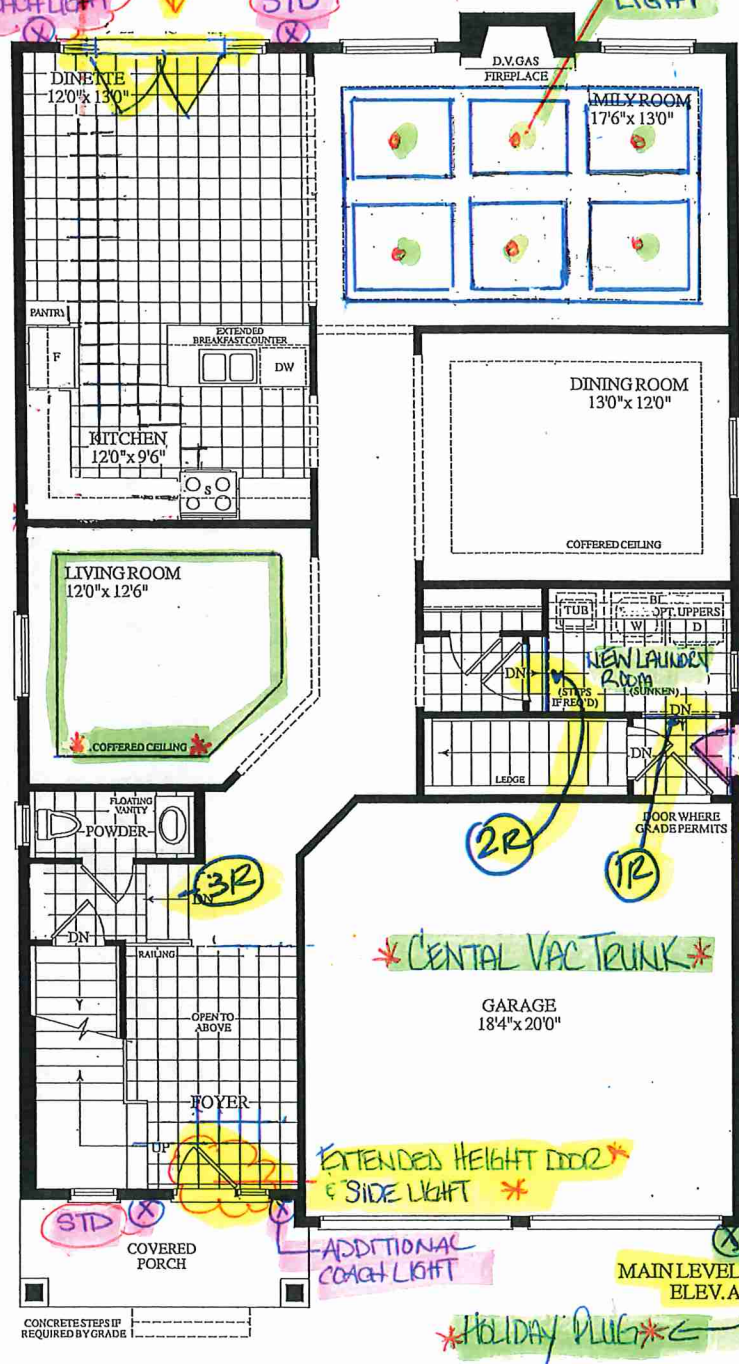 COACH LIGHT
STD
LIGHT
DINETTE
12'0"x 13'0"
D.V. GAS
FIREPLACE
17'6"x 13'0"
PANTRY
F
EXTENDED
BREAKFAST COUNTER
DW
DINING ROOM
13'0"x 12'0"
KITCHEN
12'0"x 9'6"
S
COFFERED CEILING
LIVING ROOM
12'0"x 12'6"
TUB
OPT. UPPERS
W
D
DN
NEW LAUNDRY
ROOM
(STEPS
IF REQ'D)
(SUNKEN)
DN
COFFERED CEILING
DN
LEDGE
FLOATING
VANITY
POWDER
DOOR WHERE
GRADE PERMITS
2R
1R
3R
DN
DN
RAILING
* CENTAL VAC TRUNK *
OPEN TO
ABOVE
GARAGE
18'4"x 20'0"
FOYER
UP
EXTENDED HEIGHT DOOR *
& SIDE LIGHT *
STD
X
X
COVERED
PORCH
ADDITIONAL
COACH LIGHT
MAIN LEVEL
ELEV. A
CONCRETE STEPS IF
REQUIRED BY GRADE
*HOLIDAY PLUG*